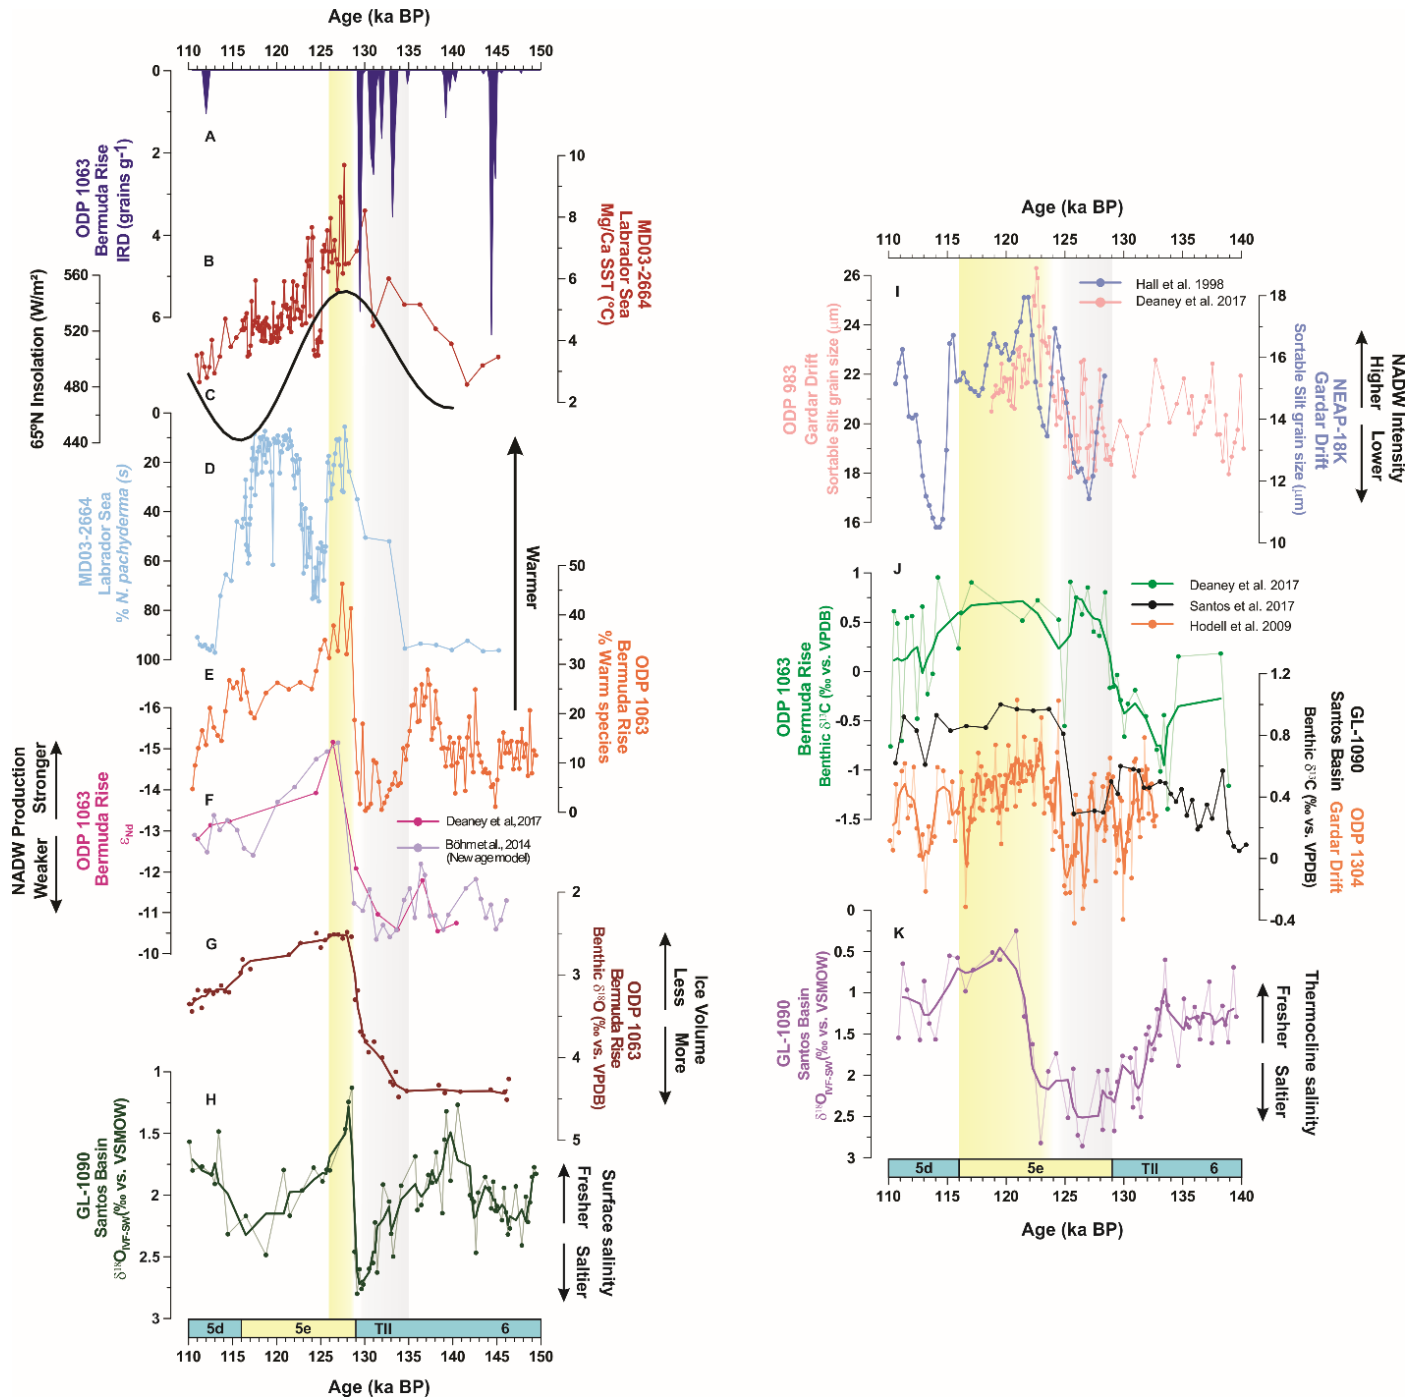 Age (ka BP)
110 115 120 125 130 135 140 145 150
0
2
4
6
A
ODP 1063
Bermuda Rise
IRD (grains g-1)
10
8
6
4
2
B
MD03-2664
Labrador Sea
Mg/Ca SST (°C)
560
520
480
440
65ºN Insolation (W/m²)
C
0
20
40
60
80
100
D
MD03-2664
Labrador Sea
% N. pachyderma (s)
Warmer
50
40
30
20
10
0
E
ODP 1063
Bermuda Rise
% Warm species
-16
-15
-14
-13
-12
-11
-10
F
NADW Production
Weaker Stronger
ODP 1063
Bermuda Rise
εNd
Deaney et al., 2017
Böhm et al., 2014
(New age model)
2
3
4
5
G
ODP 1063
Bermuda Rise
Benthic δ18O (‰ vs. VPDB)
Ice Volume
Less More
1
1.5
2
2.5
3
H
GL-1090
Santos Basin
δ18OIVF-SW(‰ vs. VSMOW)
Surface salinity
Fresher Saltier
5d 5e TII 6
110 115 120 125 130 135 140 145 150
Age (ka BP)
Age (ka BP)
110 115 120 125 130 135 140
26
24
22
20
18
16
I
Hall et al. 1998
Deaney et al. 2017
ODP 983
Gardar Drift
Sortable Silt grain size (µm)
18
16
14
12
10
NEAP-18K
Gardar Drift
Sortable Silt grain size (µm)
NADW Intensity
Higher Lower
1
0.5
0
-0.5
-1
-1.5
J
Deaney et al. 2017
Santos et al. 2017
Hodell et al. 2009
ODP 1063
Bermuda Rise
Benthic δ13C (‰ vs. VPDB)
1.2
0.8
0.4
0
-0.4
GL-1090
Santos Basin
Benthic δ13C (‰ vs. VPDB)
ODP 1304
Gardar Drift
0
0.5
1
1.5
2
2.5
3
K
GL-1090
Santos Basin
δ18OIVF-SW(‰ vs. VSMOW)
Thermocline salinity
Fresher Saltier
5d 5e TII 6
110 115 120 125 130 135 140
Age (ka BP)